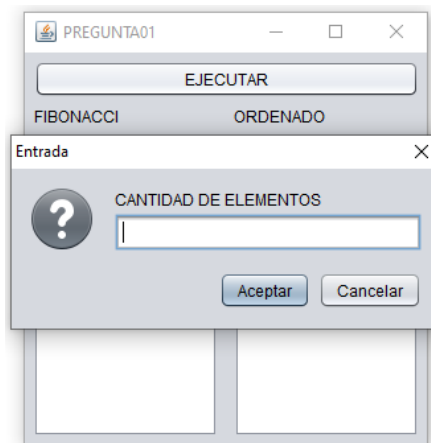 PREGUNTA01
EJECUTAR
FIBONACCI ORDENADO
Entrada
CANTIDAD DE ELEMENTOS
Aceptar Cancelar